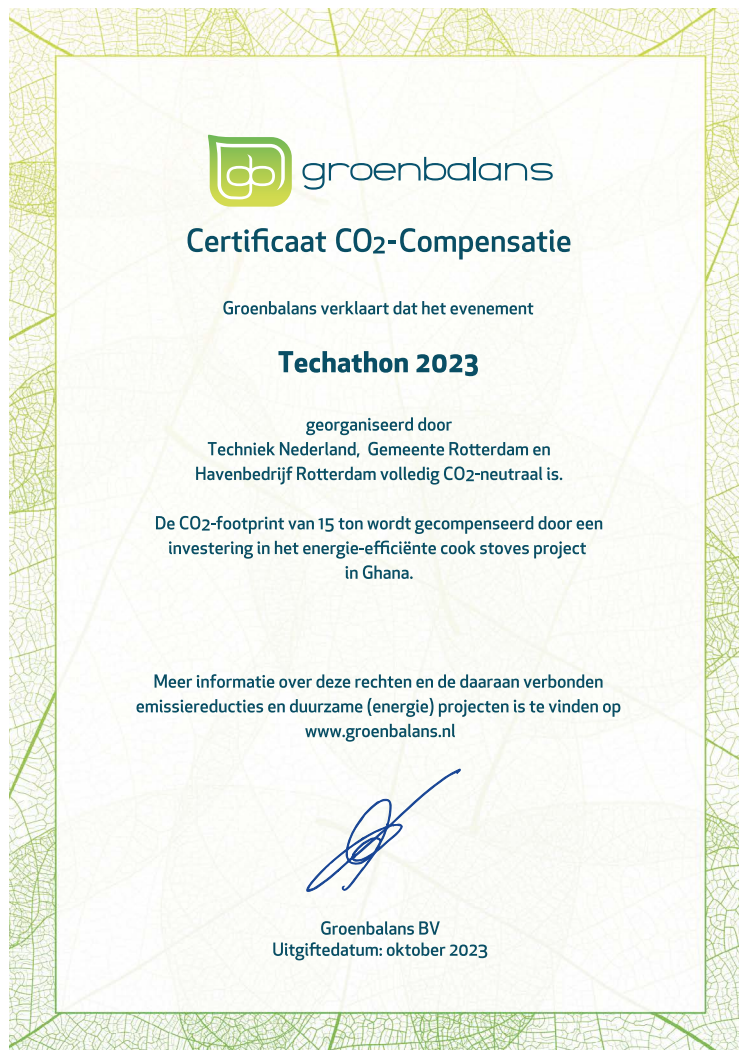 gb groenbalans
Certificaat CO2-Compensatie
Groenbalans verklaart dat het evenement
Techathon 2023
georganiseerd door
Techniek Nederland, Gemeente Rotterdam en
Havenbedrijf Rotterdam volledig CO2-neutraal is.
De CO2-footprint van 15 ton wordt gecompenseerd door een
investering in het energie-efficiënte cook stoves project
in Ghana.
Meer informatie over deze rechten en de daaraan verbonden
emissiereducties en duurzame (energie) projecten is te vinden op
www.groenbalans.nl
Groenbalans BV
Uitgiftedatum: oktober 2023